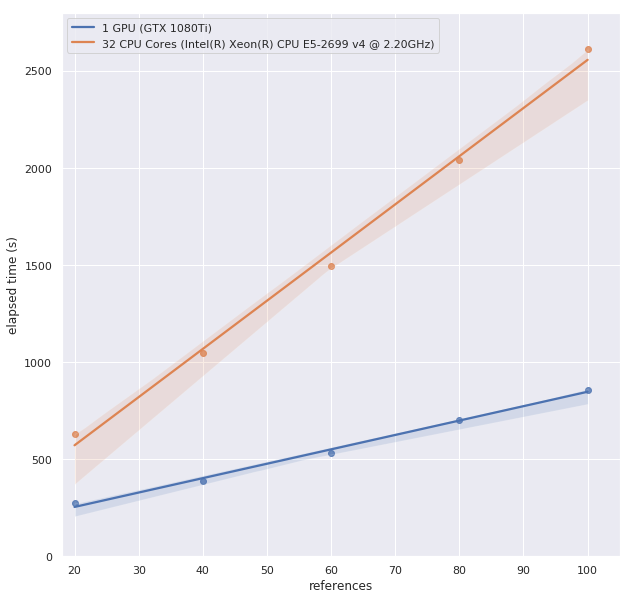 1 GPU (GTX 1080Ti)
32 CPU Cores (Intel(R) Xeon(R) CPU E5-2699 v4 @ 2.20GHz)
2500
2000
1500
1000
500
0
elapsed time (s)
20 30 40 50 60 70 80 90 100
references